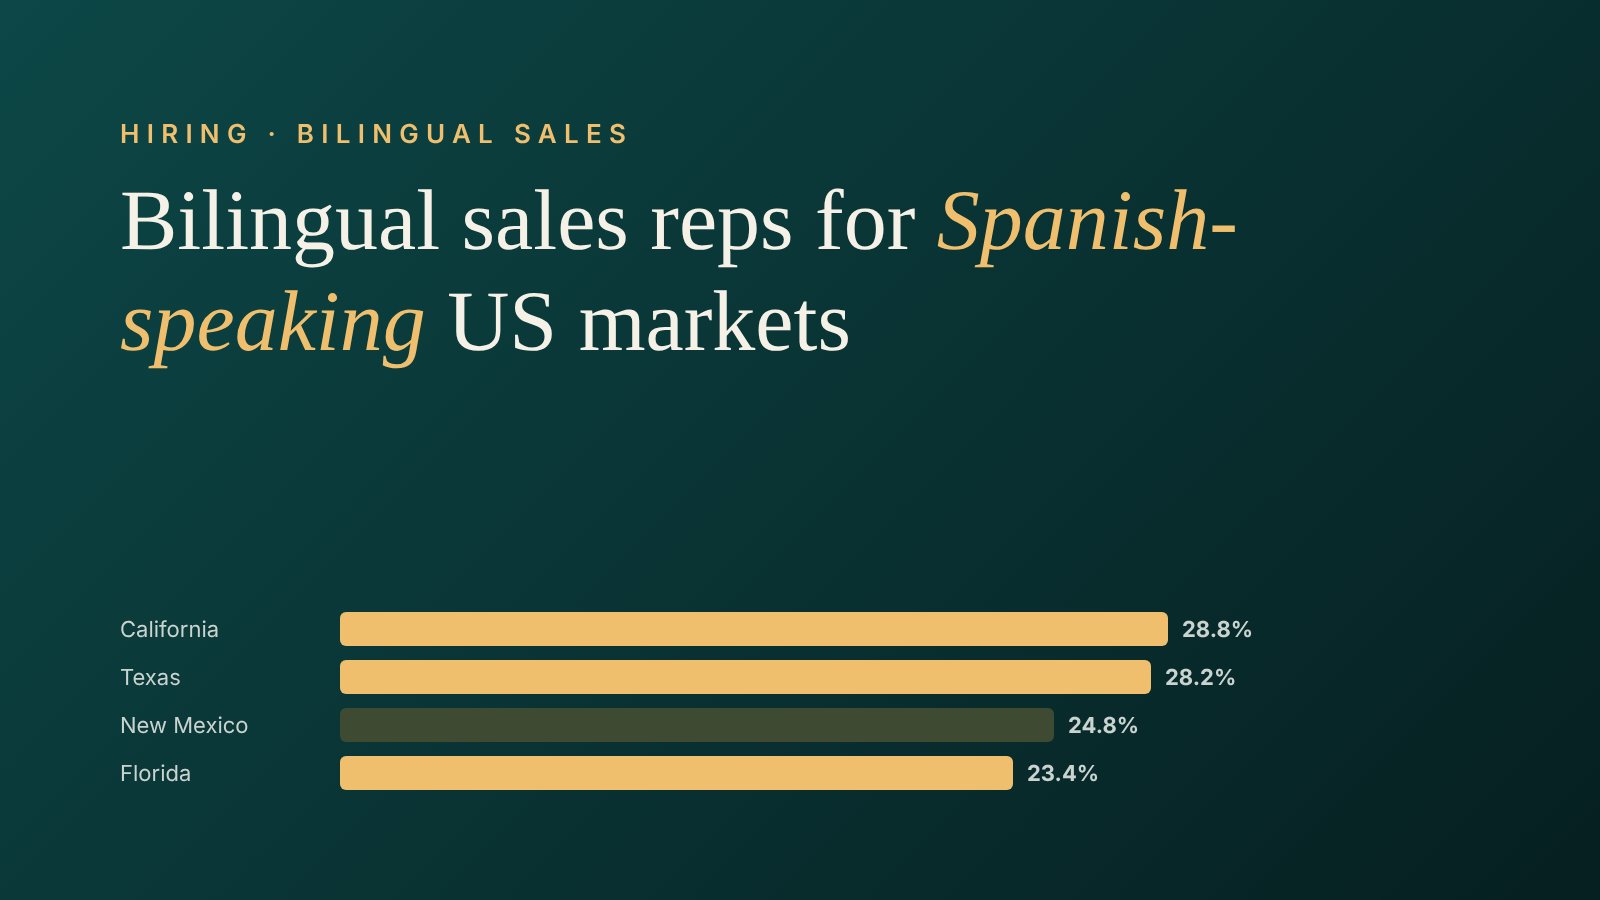 HIRING · BILINGUAL SALES
Bilingual sales reps for Spanish-
speaking US markets
California 28.8%
Texas 28.2%
New Mexico 24.8%
Florida 23.4%